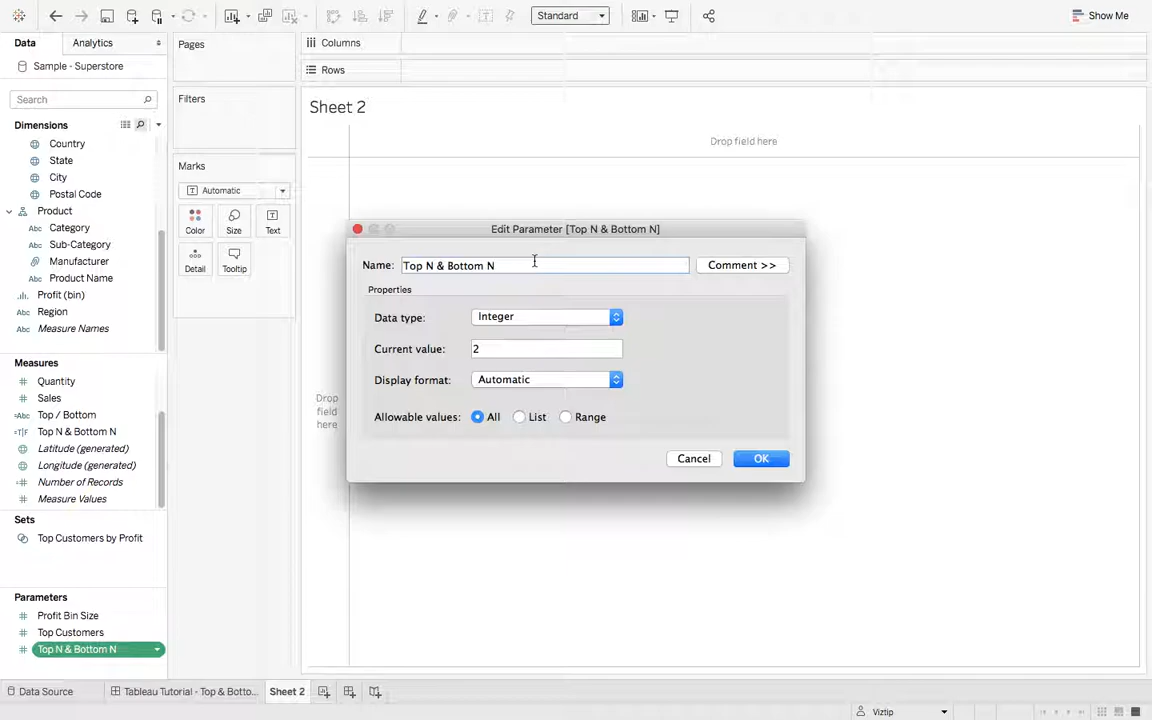 Standard
Show Me
Data
Analytics
Pages
Columns
Sample - Superstore
Rows
Search
Filters
Sheet 2
Dimensions
Country
State
City
Postal Code
Product
Category
Sub-Category
Manufacturer
Product Name
Profit (bin)
Region
Measure Names
Marks
Automatic
Color
Size
Text
Detail
Tooltip
Drop field here
Drop
field
here
Edit Parameter [Top N & Bottom N]
Name:
Top N & Bottom N
Comment >>
Properties
Data type:
Integer
Current value:
2
Display format:
Automatic
Allowable values:
All
List
Range
Cancel
OK
Measures
Quantity
Sales
Top / Bottom
Top N & Bottom N
Latitude (generated)
Longitude (generated)
Number of Records
Measure Values
Sets
Top Customers by Profit
Parameters
Profit Bin Size
Top Customers
Top N & Bottom N
Data Source
Tableau Tutorial - Top & Botto...
Sheet 2
Viztip